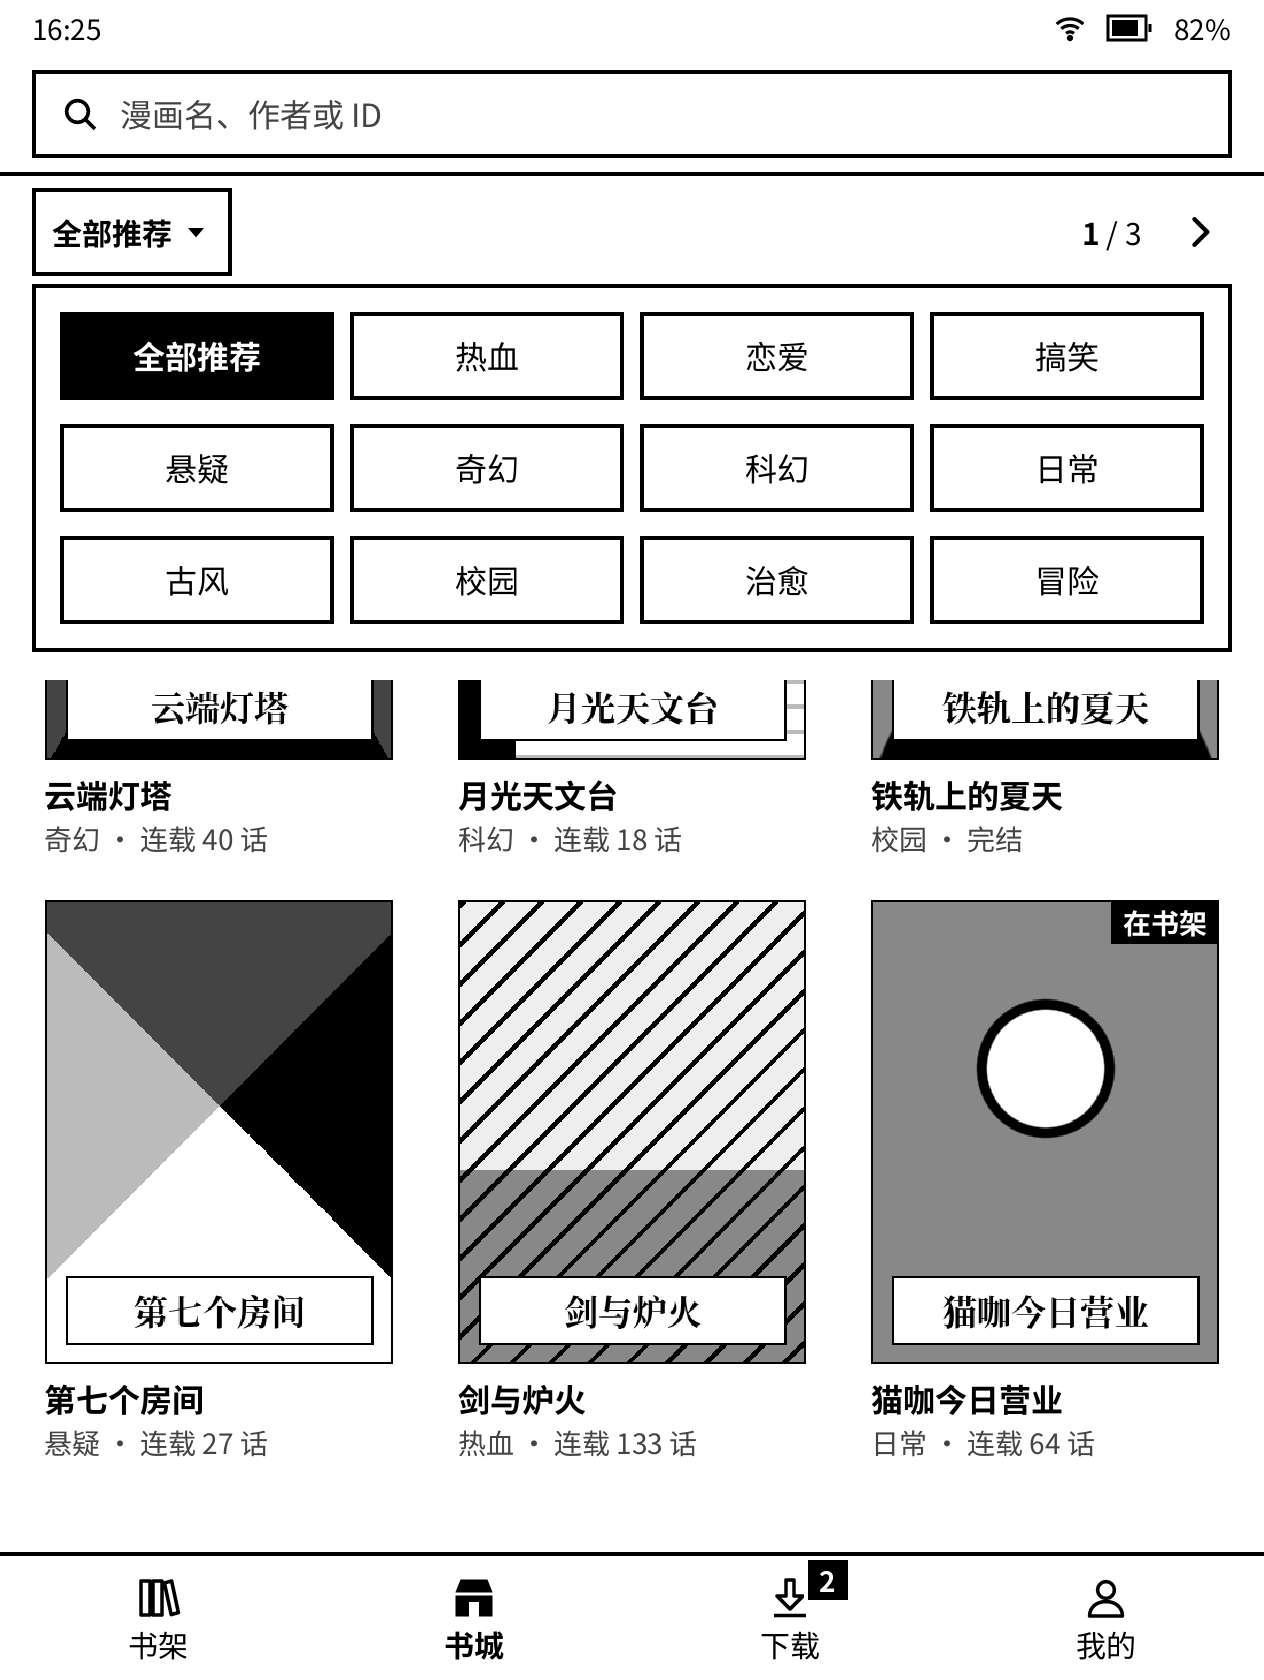 16:25 82%
漫画名、作者或 ID
全部推荐 1 / 3
全部推荐 热血 恋爱 搞笑
悬疑 奇幻 科幻 日常
古风 校园 治愈 冒险
云端灯塔 月光天文台 铁轨上的夏天
云端灯塔 月光天文台 铁轨上的夏天
奇幻 · 连载 40 话 科幻 · 连载 18 话 校园 · 完结
在书架
第七个房间 剑与炉火 猫咖今日营业
第七个房间 剑与炉火 猫咖今日营业
悬疑 · 连载 27 话 热血 · 连载 133 话 日常 · 连载 64 话
2
书架 书城 下载 我的